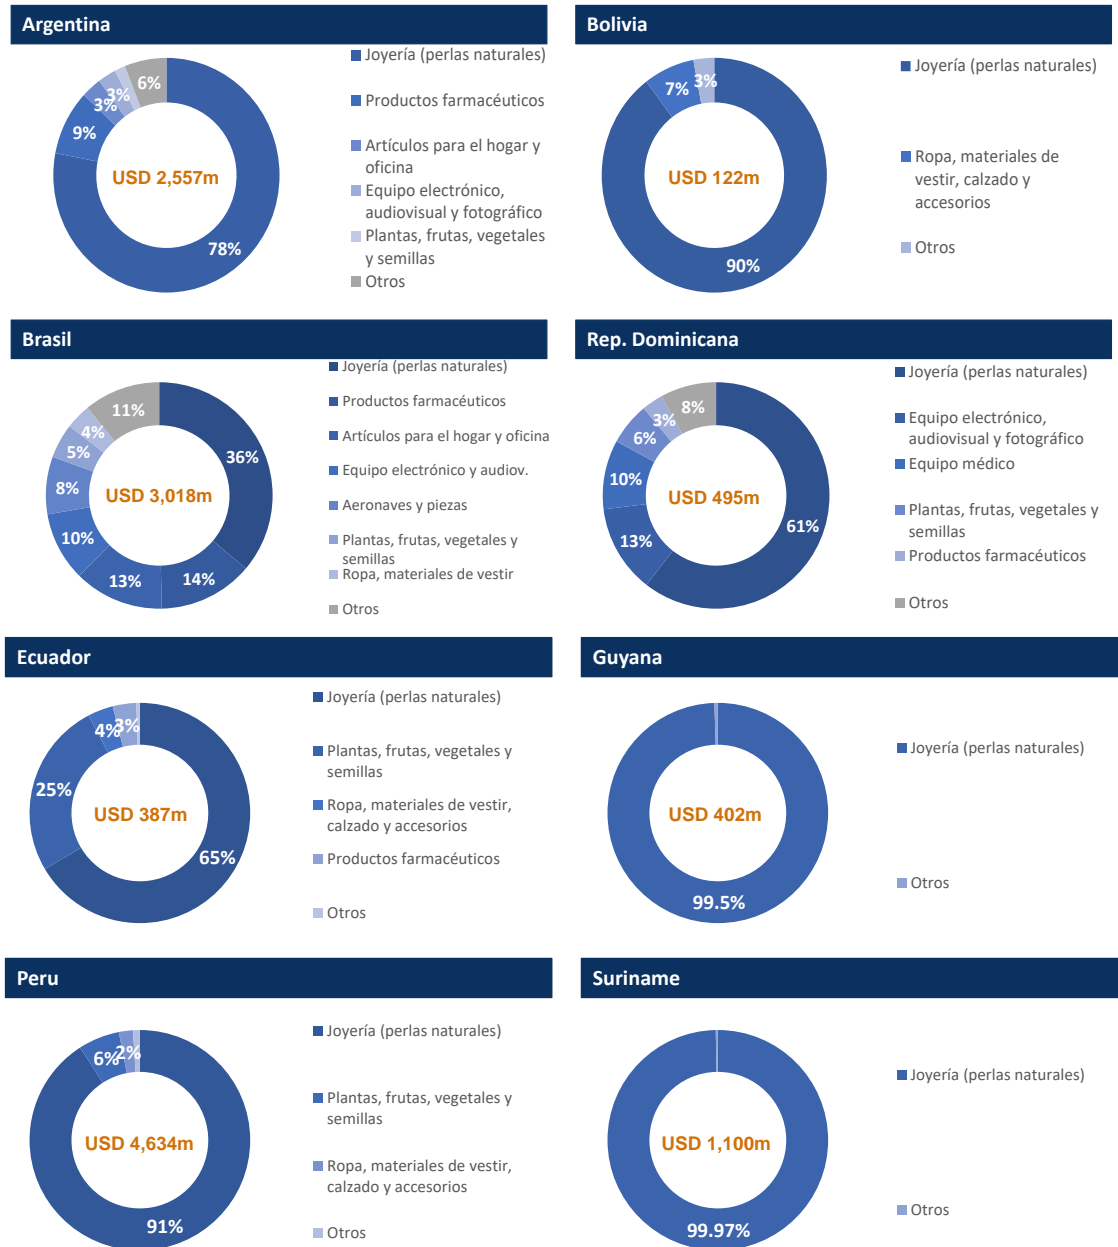 Argentina
6%
3%
3%
9%
USD 2,557m
78%
Joyería (perlas naturales)
Productos farmacéuticos
Artículos para el hogar y
oficina
Equipo electrónico,
audiovisual y fotográfico
Plantas, frutas, vegetales
y semillas
Otros
Bolivia
3%
7%
USD 122m
90%
Joyería (perlas naturales)
Ropa, materiales de
vestir, calzado y
accesorios
Otros
Brasil
11%
4%
5%
36%
8%
USD 3,018m
10%
13%
14%
Joyería (perlas naturales)
Productos farmacéuticos
Artículos para el hogar y oficina
Equipo electrónico y audiov.
Aeronaves y piezas
Plantas, frutas, vegetales y
semillas
Ropa, materiales de vestir
Otros
Rep. Dominicana
8%
3%
6%
10%
USD 495m
13%
61%
Joyería (perlas naturales)
Equipo electrónico,
audiovisual y fotográfico
Equipo médico
Plantas, frutas, vegetales y
semillas
Productos farmacéuticos
Otros
Ecuador
3%
4%
25%
USD 387m
65%
Joyería (perlas naturales)
Plantas, frutas, vegetales y
semillas
Ropa, materiales de vestir,
calzado y accesorios
Productos farmacéuticos
Otros
Guyana
USD 402m
99.5%
Joyería (perlas naturales)
Otros
Peru
2%
6%
USD 4,634m
91%
Joyería (perlas naturales)
Plantas, frutas, vegetales y
semillas
Ropa, materiales de vestir,
calzado y accesorios
Otros
Suriname
USD 1,100m
99.97%
Joyería (perlas naturales)
Otros